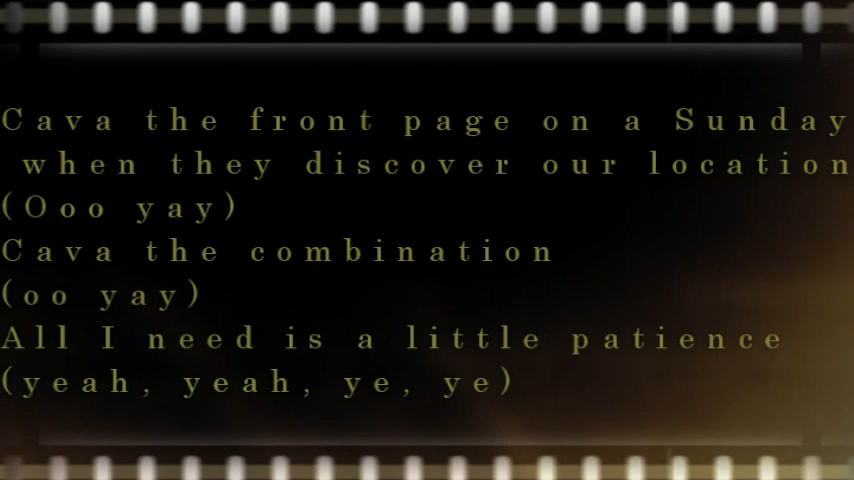 Cava the front page on a Sunday
when they discover our location
(Ooo yay)
Cava the combination
(oo yay)
All I need is a little patience
(yeah, yeah, ye, ye)